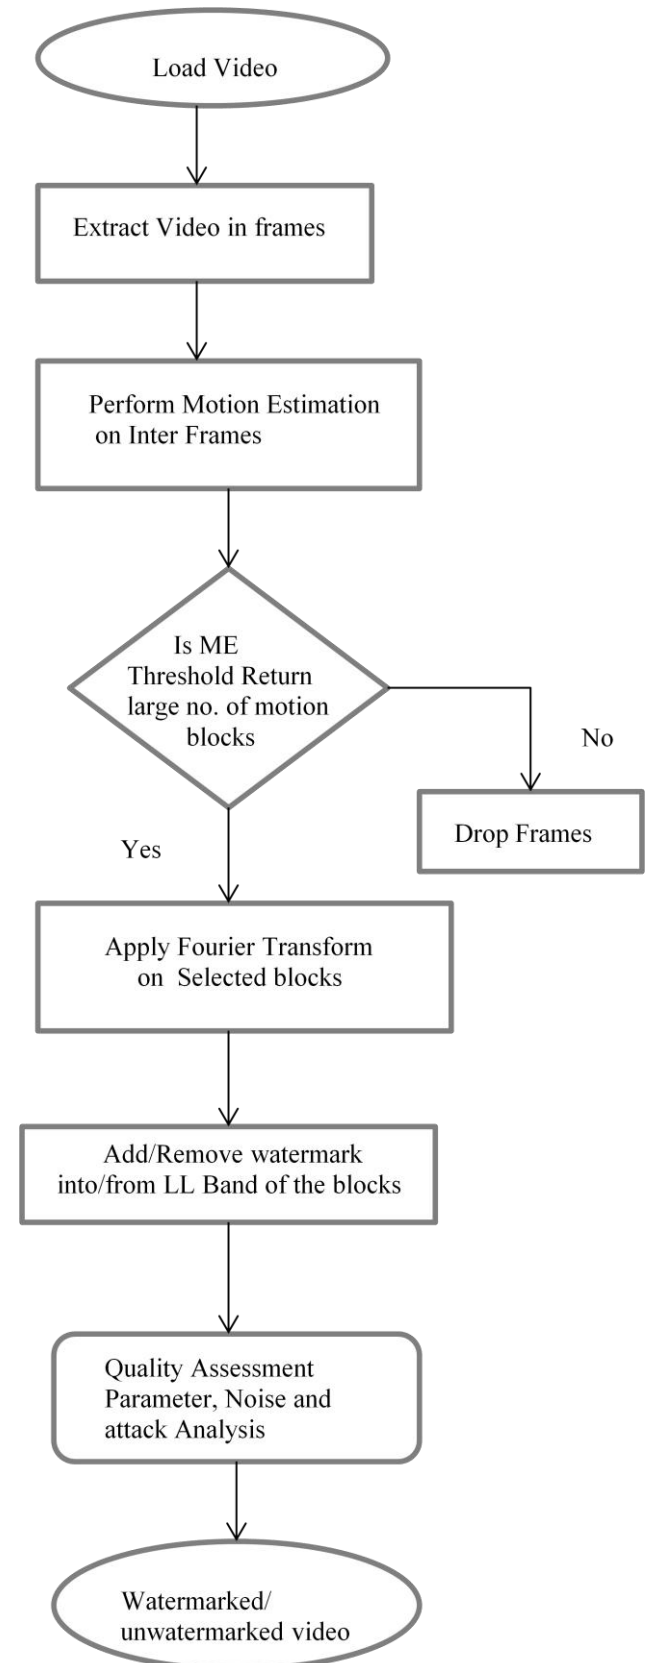 Load Video
Extract Video in frames
Perform Motion Estimation
on Inter Frames
Is ME
Threshold Return
large no. of motion
blocks
No
Drop Frames
Yes
Apply Fourier Transform
on Selected blocks
Add/Remove watermark
into/from LL Band of the blocks
Quality Assessment
Parameter, Noise and
attack Analysis
Watermarked/
unwatermarked video